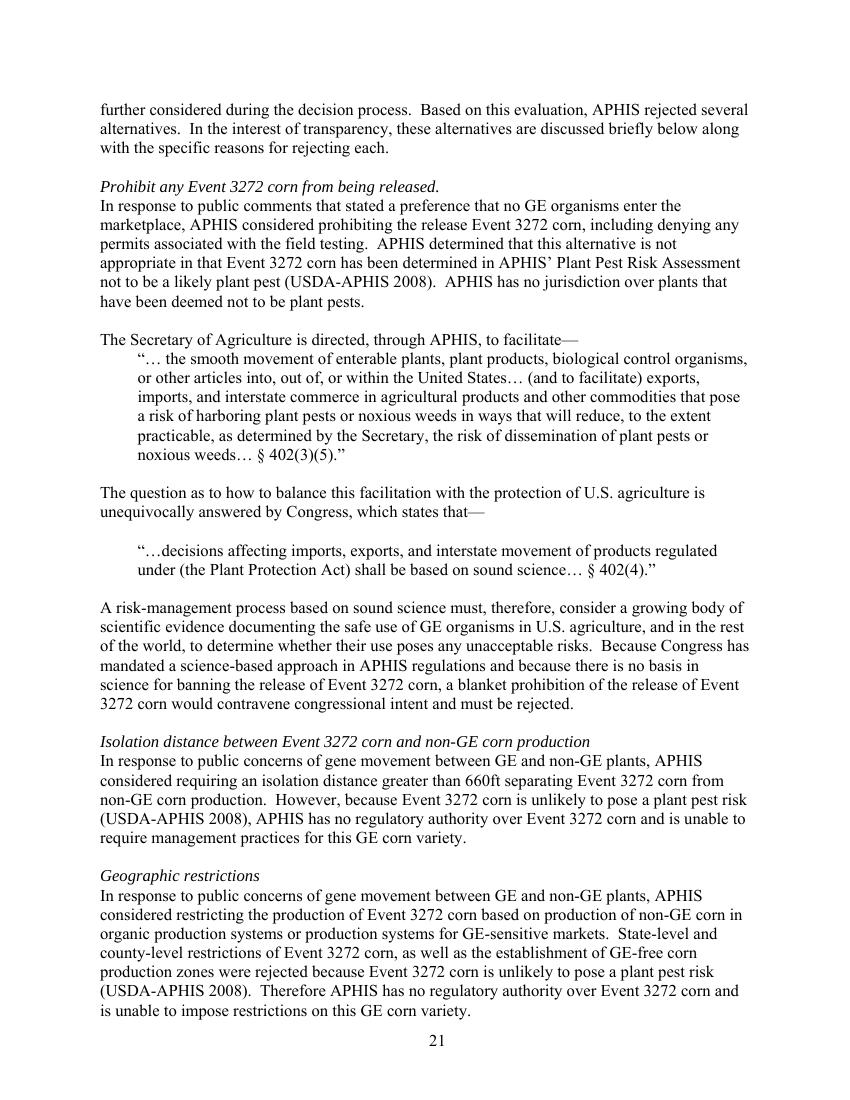 further considered during the decision process.  Based on this evaluation, APHIS rejected several
alternatives.  In the interest of transparency, these alternatives are discussed briefly below along
with the specific reasons for rejecting each.
Prohibit any Event 3272 corn from being released.
In response to public comments that stated a preference that no GE organisms enter the
marketplace, APHIS considered prohibiting the release Event 3272 corn, including denying any
permits associated with the field testing.  APHIS determined that this alternative is not
appropriate in that Event 3272 corn has been determined in APHIS’ Plant Pest Risk Assessment
not to be a likely plant pest (USDA-APHIS 2008).  APHIS has no jurisdiction over plants that
have been deemed not to be plant pests.
The Secretary of Agriculture is directed, through APHIS, to facilitate—
“… the smooth movement of enterable plants, plant products, biological control organisms,
or other articles into, out of, or within the United States… (and to facilitate) exports,
imports, and interstate commerce in agricultural products and other commodities that pose
a risk of harboring plant pests or noxious weeds in ways that will reduce, to the extent
practicable, as determined by the Secretary, the risk of dissemination of plant pests or
noxious weeds… § 402(3)(5).”
The question as to how to balance this facilitation with the protection of U.S. agriculture is
unequivocally answered by Congress, which states that—
“…decisions affecting imports, exports, and interstate movement of products regulated
under (the Plant Protection Act) shall be based on sound science… § 402(4).”
A risk-management process based on sound science must, therefore, consider a growing body of
scientific evidence documenting the safe use of GE organisms in U.S. agriculture, and in the rest
of the world, to determine whether their use poses any unacceptable risks.  Because Congress has
mandated a science-based approach in APHIS regulations and because there is no basis in
science for banning the release of Event 3272 corn, a blanket prohibition of the release of Event
3272 corn would contravene congressional intent and must be rejected.
Isolation distance between Event 3272 corn and non-GE corn production
In response to public concerns of gene movement between GE and non-GE plants, APHIS
considered requiring an isolation distance greater than 660ft separating Event 3272 corn from
non-GE corn production.  However, because Event 3272 corn is unlikely to pose a plant pest risk
(USDA-APHIS 2008), APHIS has no regulatory authority over Event 3272 corn and is unable to
require management practices for this GE corn variety.
Geographic restrictions
In response to public concerns of gene movement between GE and non-GE plants, APHIS
considered restricting the production of Event 3272 corn based on production of non-GE corn in
organic production systems or production systems for GE-sensitive markets.  State-level and
county-level restrictions of Event 3272 corn, as well as the establishment of GE-free corn
production zones were rejected because Event 3272 corn is unlikely to pose a plant pest risk
(USDA-APHIS 2008).  Therefore APHIS has no regulatory authority over Event 3272 corn and
is unable to impose restrictions on this GE corn variety.
21